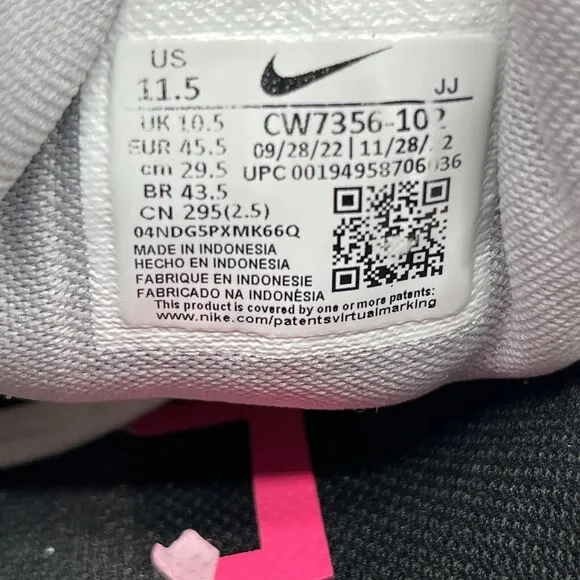 US
11.5
JJ
UK 10.5
CW7356-10
EUR 45.5
09/28/22 | 11/28/
cm 29.5
UPC
BR 43.5
CN 295(2.5)
04NDG5PXMK66Q
MADE IN INDONESIA
HECHO EN INDONESIA
FABRIQUE EN INDONESIE
FABRICADO NA INDONÉSIA
This product is covered by one or more patents:
www.nike.com/patentsvirtualmarking